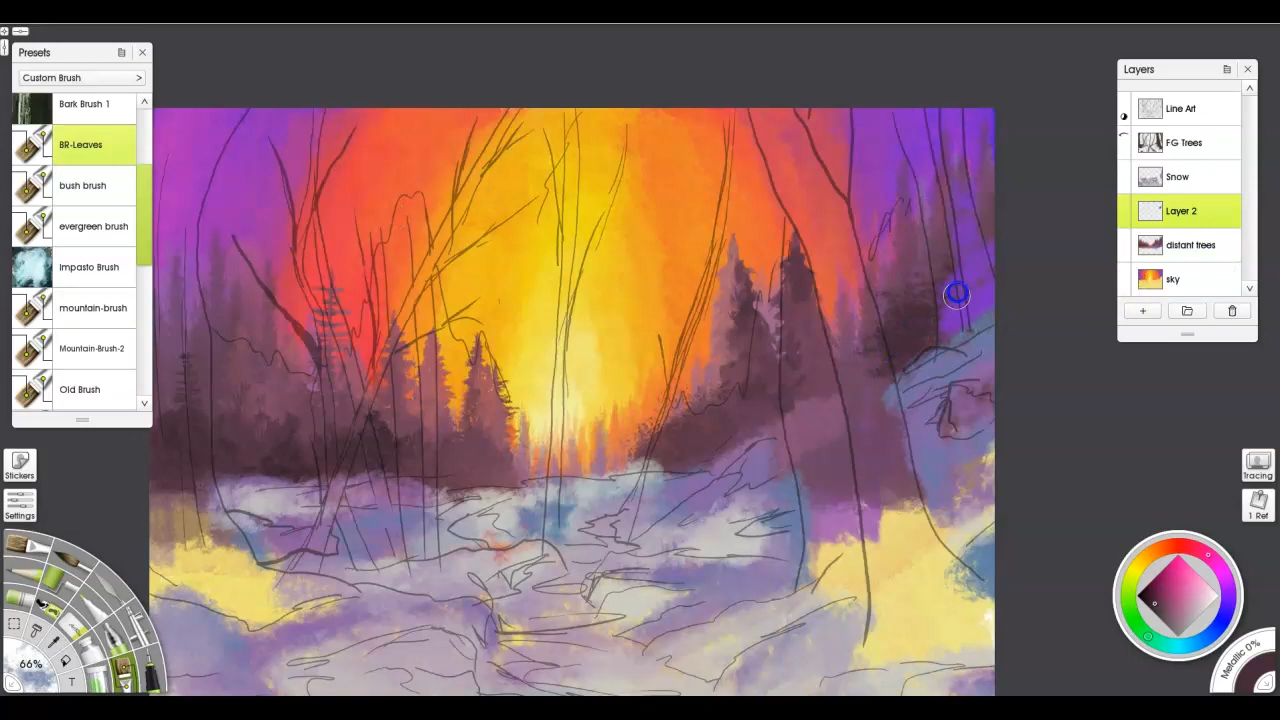 Presets
Custom Brush >
Bark Brush 1
BR-Leaves
bush brush
evergreen brush
Impasto Brush
mountain-brush
Mountain-Brush-2
Old Brush
Stickers
Settings
66%
T
Layers
Line Art
FG Trees
Snow
Layer 2
distant trees
sky
+
Tracing
1 Ref
Metallic 0%